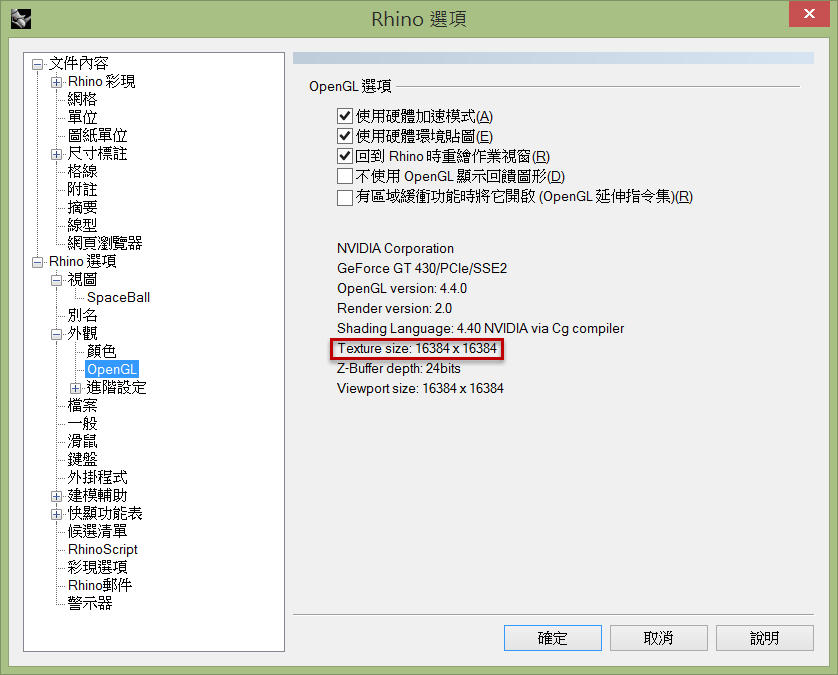 Rhino 選項
文件內容
Rhino 彩現
網格
單位
圖紙單位
尺寸標註
格線
附註
摘要
線型
網頁瀏覽器
Rhino 選項
視圖
SpaceBall
別名
外觀
顏色
OpenGL
進階設定
檔案
一般
滑鼠
鍵盤
外掛程式
建模輔助
快顯功能表
候選清單
RhinoScript
彩現選項
Rhino郵件
警示器
OpenGL 選項
使用硬體加速模式(A)
使用硬體環境貼圖(E)
回到 Rhino 時重繪作業視窗(R)
不使用 OpenGL 顯示回饋圖形(D)
有區域緩衝功能時將它開啟 (OpenGL 延伸指令集)(R)
NVIDIA Corporation
GeForce GT 430/PCIe/SSE2
OpenGL version: 4.4.0
Render version: 2.0
Shading Language: 4.40 NVIDIA via Cg compiler
Texture size: 16384 x 16384
Z-Buffer depth: 24bits
Viewport size: 16384 x 16384
確定
取消
說明